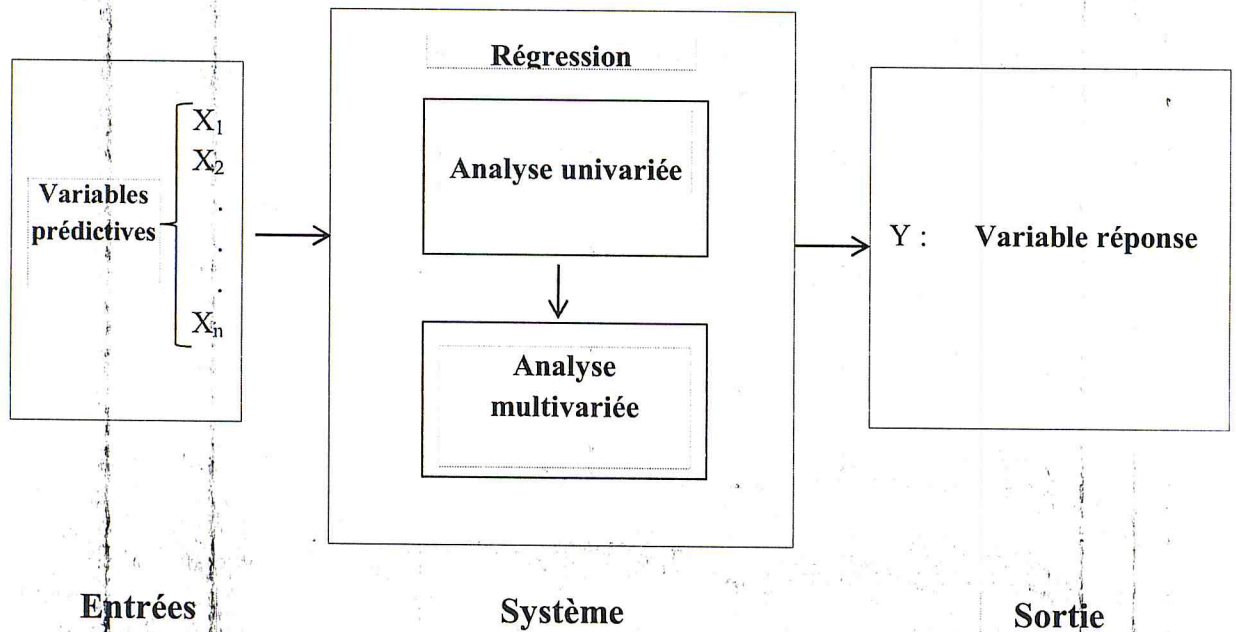 Variables
prédictives
X₁
X₂
.
.
.
Xₙ
Régression
Analyse univariée
Analyse
multivariée
Y : Variable réponse
Entrées
Système
Sortie